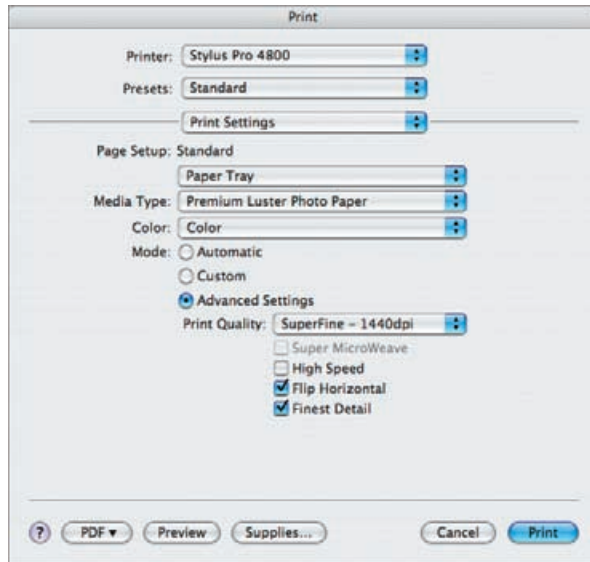 Print
Printer: Stylus Pro 4800
Presets: Standard
Print Settings
Page Setup: Standard
Paper Tray
Media Type: Premium Luster Photo Paper
Color: Color
Mode: Automatic
Custom
Advanced Settings
Print Quality: SuperFine – 1440dpi
Super MicroWeave
High Speed
Flip Horizontal
Finest Detail
? PDF ▾ Preview Supplies... Cancel Print